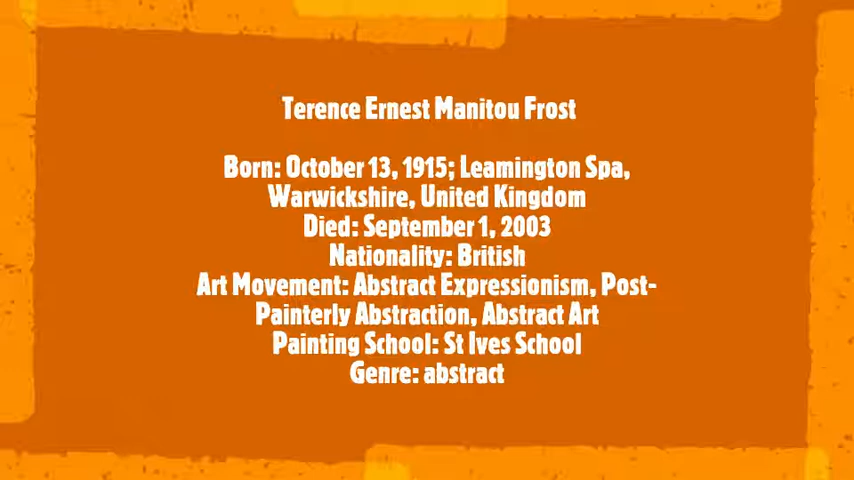 Terence Ernest Manitou Frost
Born: October 13, 1915; Leamington Spa,
Warwickshire, United Kingdom
Died: September 1, 2003
Nationality: British
Art Movement: Abstract Expressionism, Post-
Painterly Abstraction, Abstract Art
Painting School: St Ives School
Genre: abstract